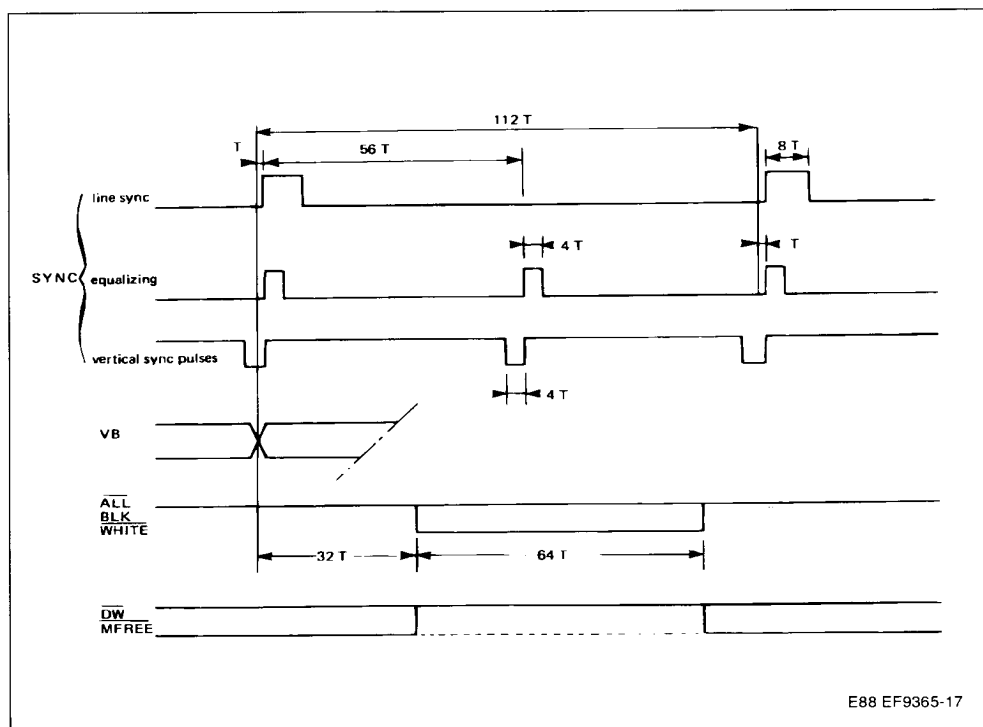 112 T
T
56 T
8 T
line sync
4 T
T
SYNC
equalizing
vertical sync pulses
4 T
VB
ALL
BLK
WHITE
32 T
64 T
DW
MFREE
E88 EF9365-17